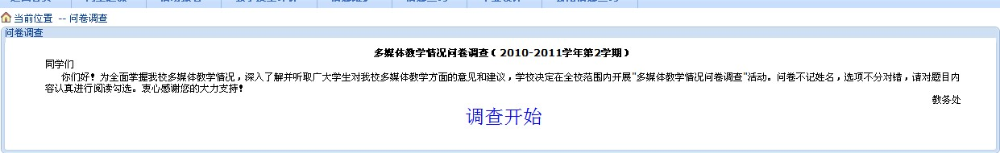 当前位置 -- 问卷调查
问卷调查
多媒体教学情况问卷调查（2010-2011学年第2学期）
同学们
你们好！为全面掌握我校多媒体教学情况，深入了解并听取广大学生对我校多媒体教学方面的意见和建议，学校决定在全校范围内开展"多媒体教学情况问卷调查"活动。问卷不记姓名，选项不分对错，请对题目内
容认真进行阅读勾选。衷心感谢您的大力支持！
教务处
调查开始